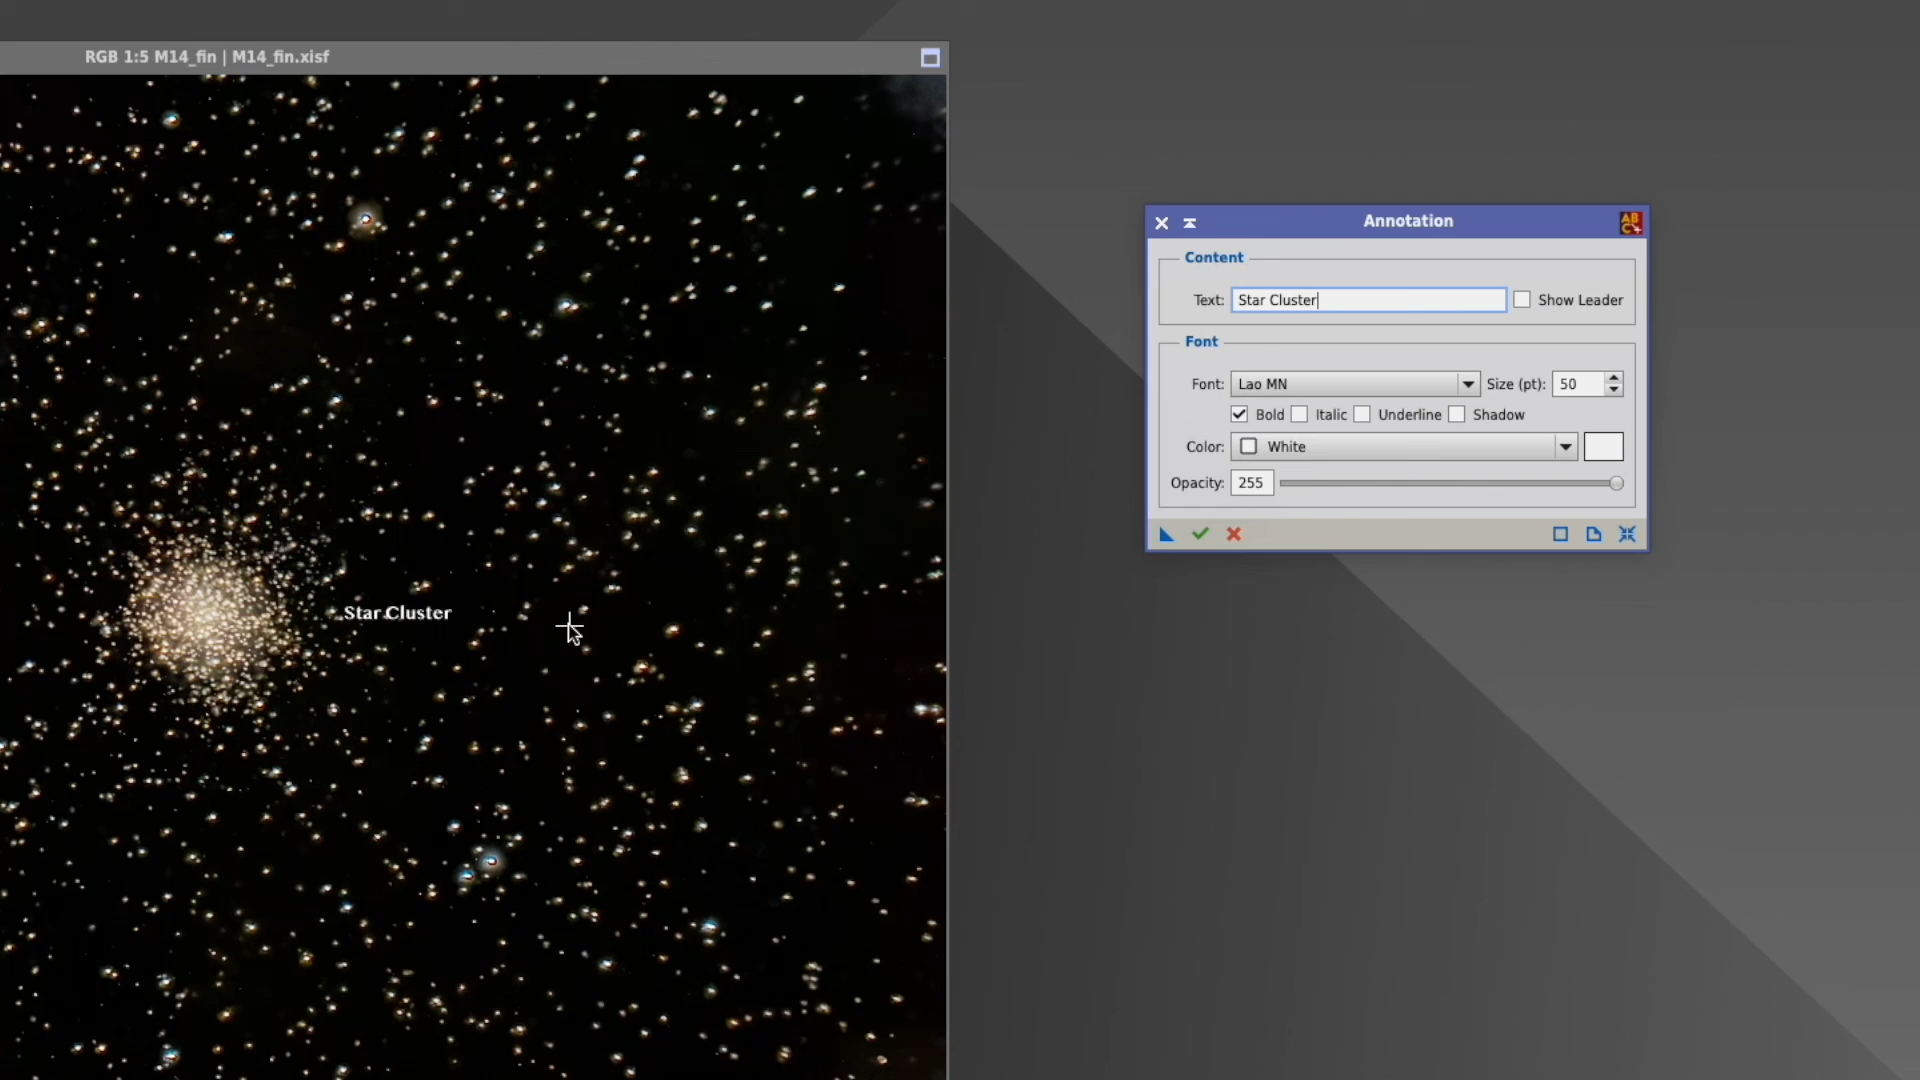 RGB 1:5 M14_fin | M14_fin.xisf
Star Cluster
Annotation
AB
C
Content
Text: Star Cluster Show Leader
Font
Font: Lao MN Size (pt): 50
Bold Italic Underline Shadow
Color: White
Opacity: 255